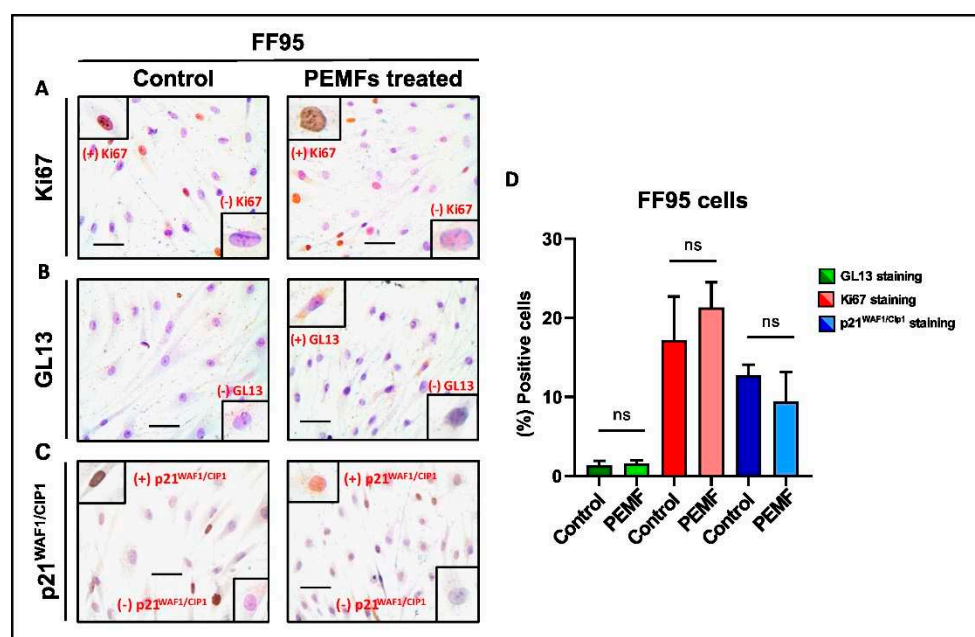 FF95
Control PEMFs treated
A
Ki67
(+) Ki67
(-) Ki67
(+) Ki67
(-) Ki67
B
GL13
(-) GL13
(+) GL13
(-) GL13
C
p21WAF1/CIP1
(+) p21WAF1/CIP1
(-) p21WAF1/CIP1
(+) p21WAF1/CIP1
(-) p21WAF1/CIP1
D
FF95 cells
(%) Positive cells
30
20
10
0
ns
ns
ns
Control PEMF Control PEMF Control PEMF
GL13 staining
Ki67 staining
p21WAF1/Cip1 staining